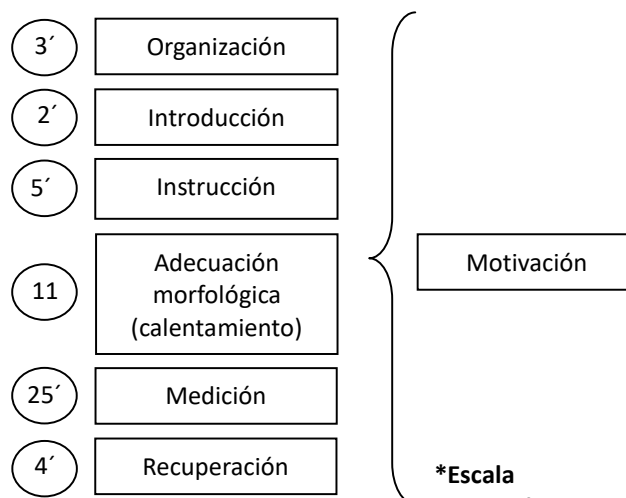 3´ Organización
2´ Introducción
5´ Instrucción
11 Adecuación
morfológica
(calentamiento)
Motivación
25´ Medición
4´ Recuperación
*Escala